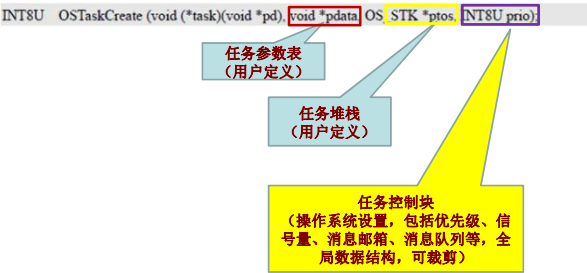 INT8U OSTaskCreate (void (*task)(void *pd), void *pdata, OS_STK *ptos, INT8U prio);
任务参数表
（用户定义）
任务堆栈
（用户定义）
任务控制块
（操作系统设置，包括优先级、信
号量、消息邮箱、消息队列等，全
局数据结构，可裁剪）